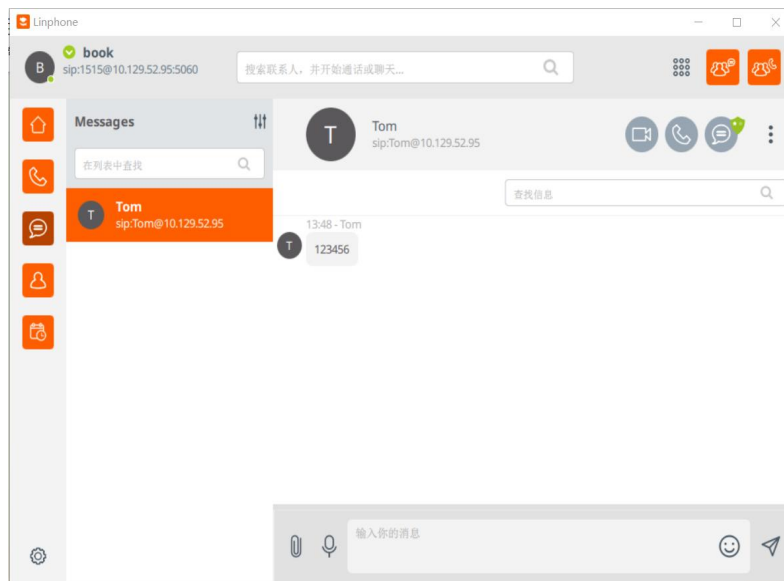 Linphone
B
book
sip:1515@10.129.52.95:5060
搜索联系人，并开始通话或聊天...
Messages
在列表中查找
T
Tom
sip:Tom@10.129.52.95
T
Tom
sip:Tom@10.129.52.95
查找信息
13:48 - Tom
T
123456
输入你的消息